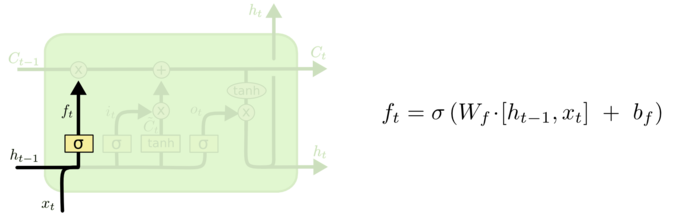 h_t
C_{t-1}
C_t
f_t
i_t
C̃_t
o_t
tanh
σ
σ
tanh
σ
h_{t-1}
h_t
x_t
f_t = σ (W_f · [h_{t-1}, x_t] + b_f)